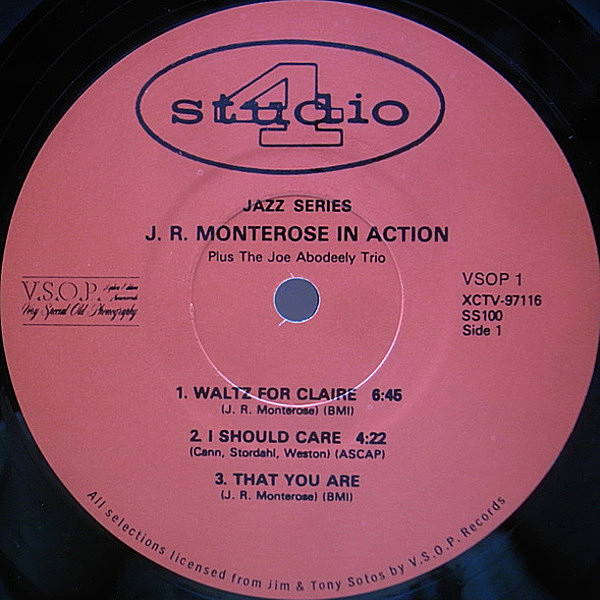 studio
4
JAZZ SERIES
J. R. MONTEROSE IN ACTION
Plus The Joe Abodeely Trio
V.S.O.P.
Very Special Old Phonography
VSOP 1
XCTV-97116
SS100
Side 1
1. WALTZ FOR CLAIRE 6:45
(J. R. Monterose) (BMI)
2. I SHOULD CARE 4:22
(Cann, Stordahl, Weston) (ASCAP)
3. THAT YOU ARE
(J. R. Monterose) (BMI)
All selections licensed from Jim & Tony Sotos by V.S.O.P. Records